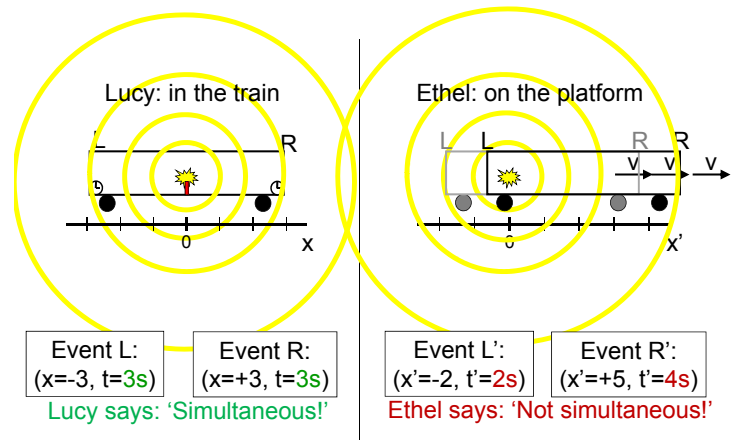 Lucy: in the train
L
R
0
x
Event L:
(x=-3, t=3s)
Event R:
(x=+3, t=3s)
Lucy says: ‘Simultaneous!’
Ethel: on the platform
L
L
R
R
v
v
v
0
x’
Event L’:
(x’=-2, t’=2s)
Event R’:
(x’=+5, t’=4s)
Ethel says: ‘Not simultaneous!’